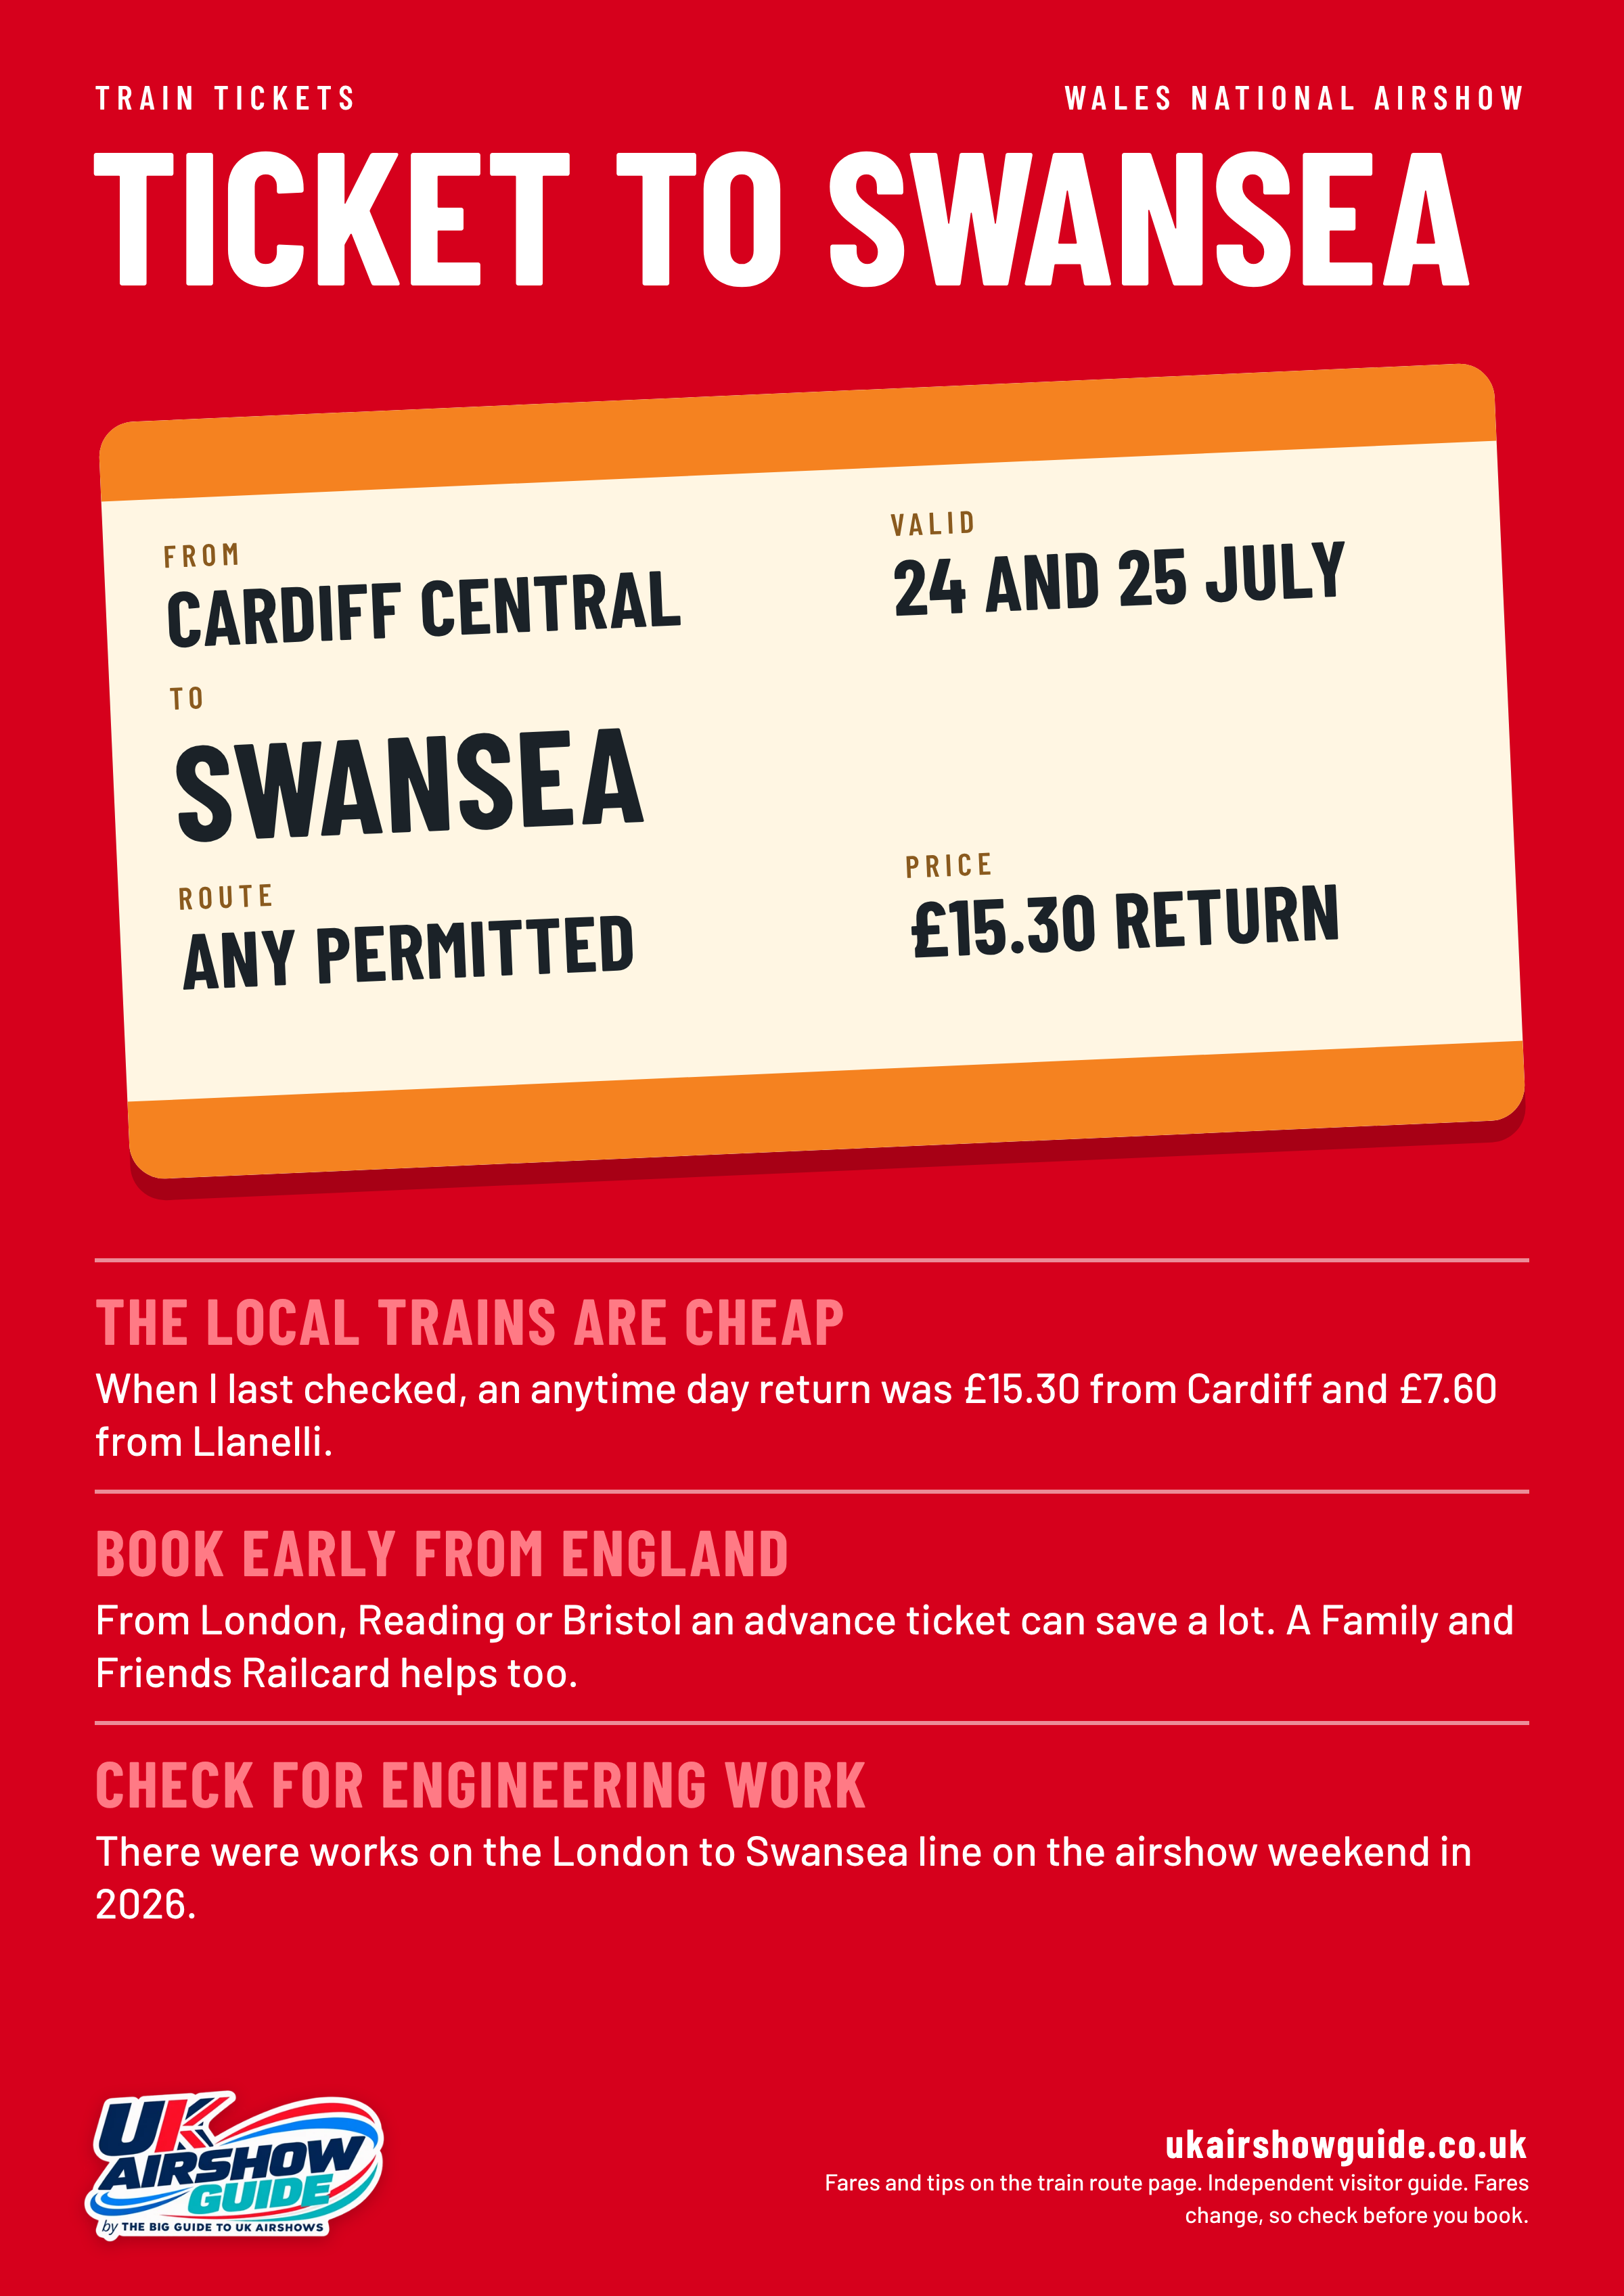 TRAIN TICKETS
WALES NATIONAL AIRSHOW
TICKET TO SWANSEA
FROM
CARDIFF CENTRAL
TO
SWANSEA
ROUTE
ANY PERMITTED
VALID
24 AND 25 JULY
PRICE
£15.30 RETURN
THE LOCAL TRAINS ARE CHEAP
When I last checked, an anytime day return was £15.30 from Cardiff and £7.60
from Llanelli.
BOOK EARLY FROM ENGLAND
From London, Reading or Bristol an advance ticket can save a lot. A Family and
Friends Railcard helps too.
CHECK FOR ENGINEERING WORK
There were works on the London to Swansea line on the airshow weekend in
2026.
UK
AIRSHOW
GUIDE
by THE BIG GUIDE TO UK AIRSHOWS
ukairshowguide.co.uk
Fares and tips on the train route page. Independent visitor guide. Fares
change, so check before you book.